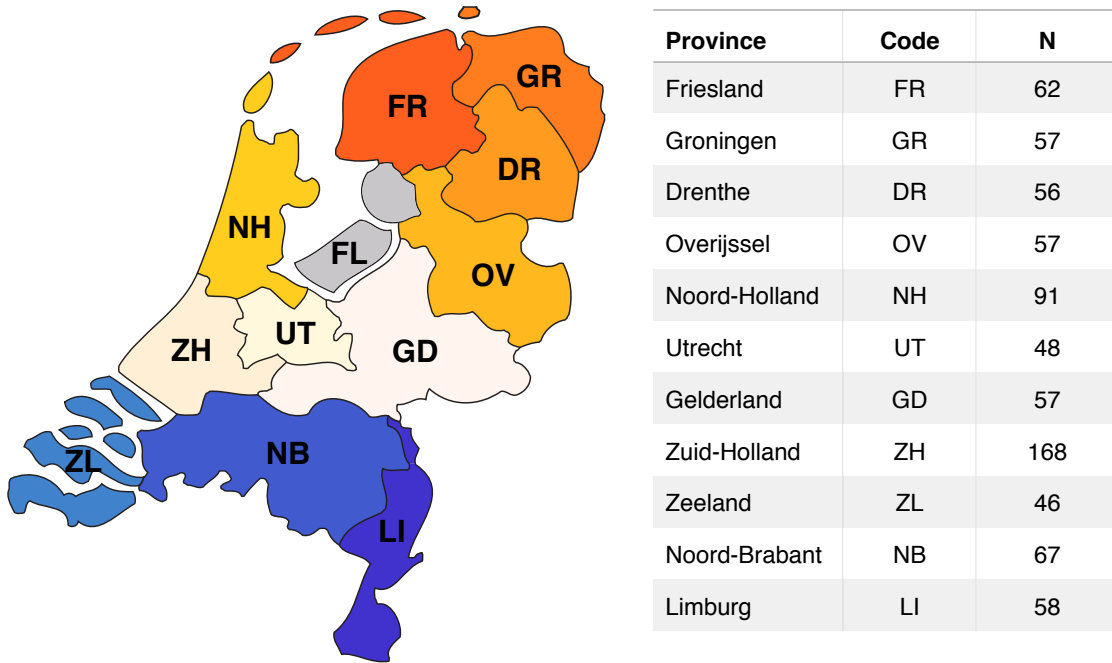 GR
FR
DR
NH
FL
OV
UT
ZH
GD
NB
ZL
LI
Province Code N
Friesland FR 62
Groningen GR 57
Drenthe DR 56
Overijssel OV 57
Noord-Holland NH 91
Utrecht UT 48
Gelderland GD 57
Zuid-Holland ZH 168
Zeeland ZL 46
Noord-Brabant NB 67
Limburg LI 58